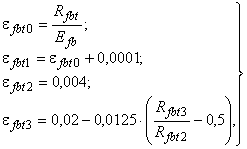 ε_fbt0 = R_fbt / E_fb ;
ε_fbt1 = ε_fbt0 + 0,0001;
ε_fbt2 = 0,004;
ε_fbt3 = 0,02 − 0,0125 · ( R_fbt3 / R_fbt2 − 0,5 ), }